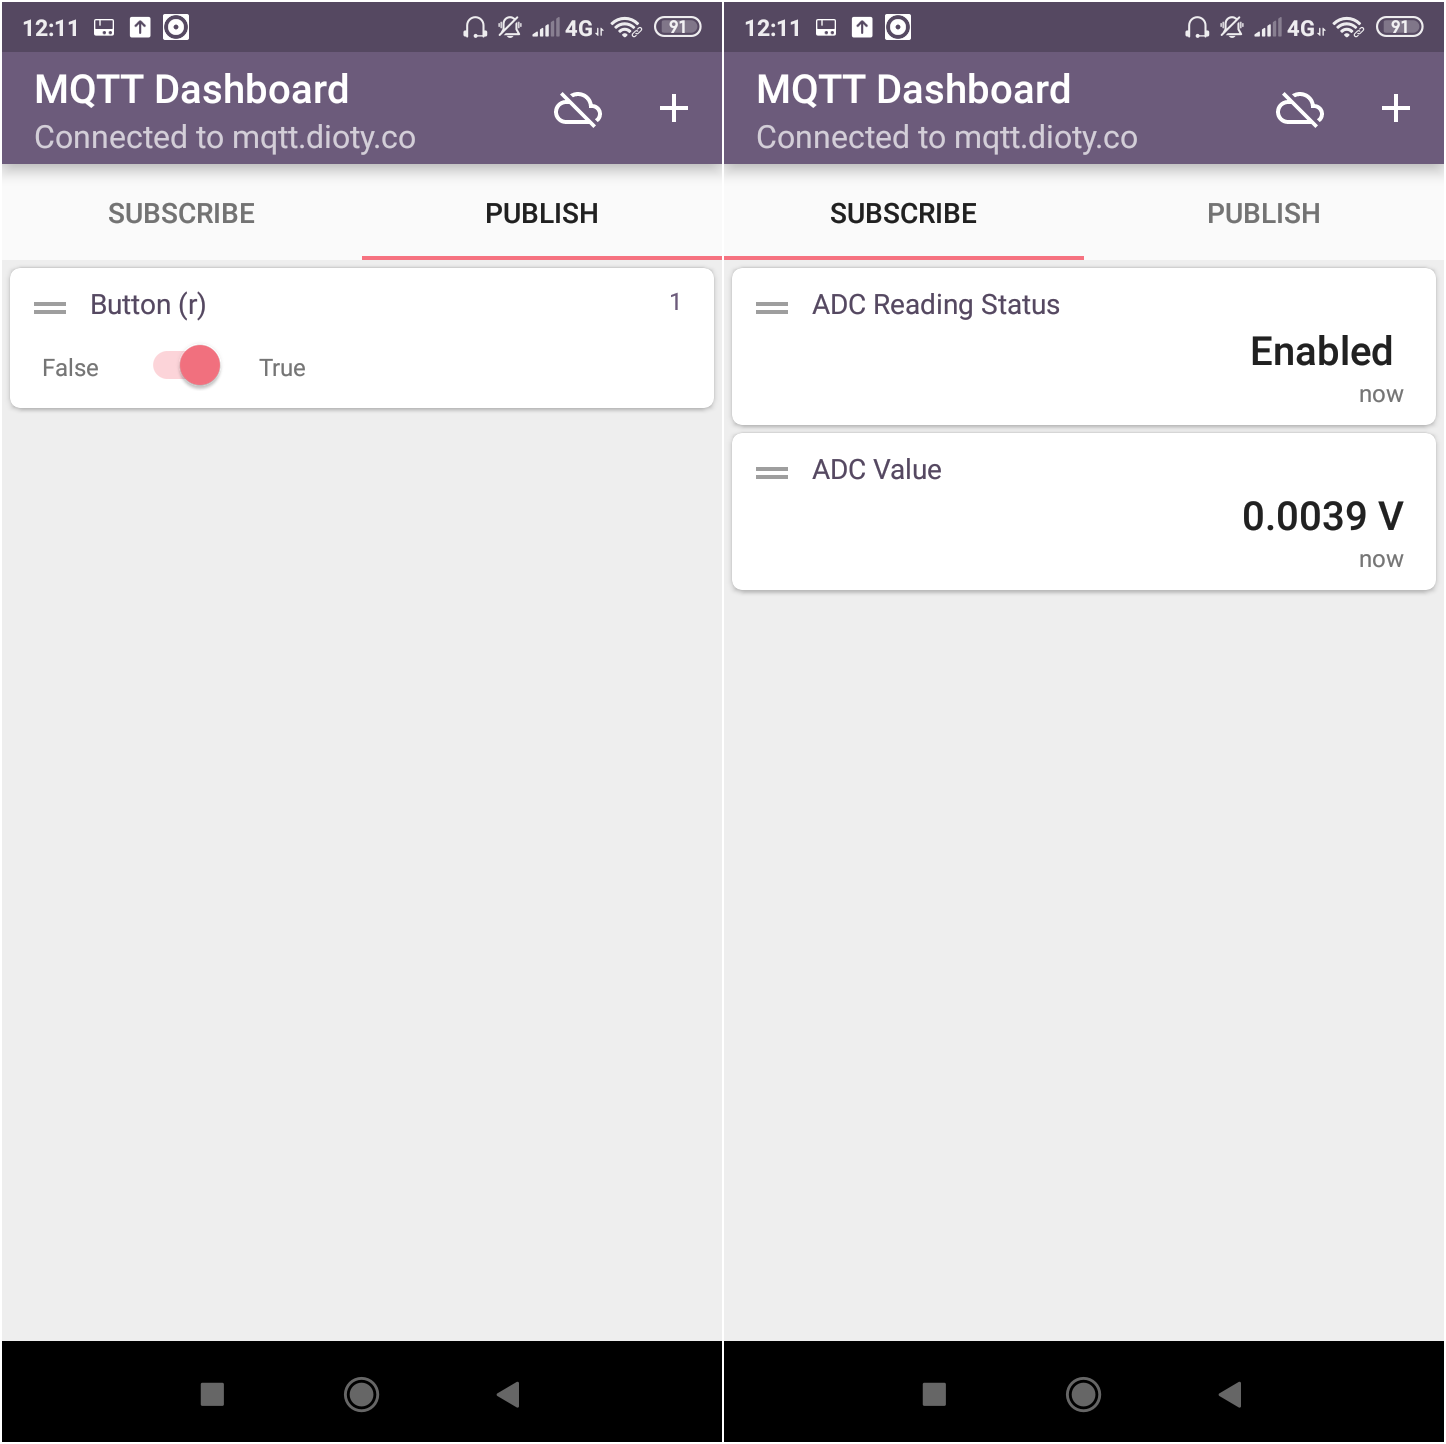 12:11 4G 91
MQTT Dashboard
Connected to mqtt.dioty.co
SUBSCRIBE PUBLISH
Button (r) 1
False True
12:11 4G 91
MQTT Dashboard
Connected to mqtt.dioty.co
SUBSCRIBE PUBLISH
ADC Reading Status
Enabled
now
ADC Value
0.0039 V
now